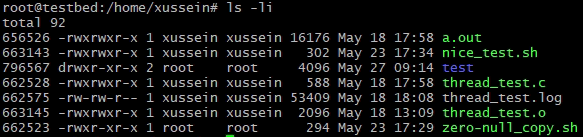 root@testbed:/home/xussein# ls -li
total 92
656526 -rwxrwxr-x 1 xussein xussein 16176 May 18 17:58 a.out
663143 -rwxrwxr-x 1 xussein xussein   302 May 23 17:34 nice_test.sh
796567 drwxr-xr-x 2 root    root     4096 May 27 09:14 test
662528 -rwxrwxr-x 1 xussein xussein   588 May 18 17:58 thread_test.c
662575 -rw-rw-r-- 1 xussein xussein 53409 May 18 18:08 thread_test.log
663145 -rwxrwxr-x 1 xussein xussein  2096 May 18 13:09 thread_test.o
662523 -rwxr-xr-x 1 root    root      294 May 23 17:29 zero-null_copy.sh